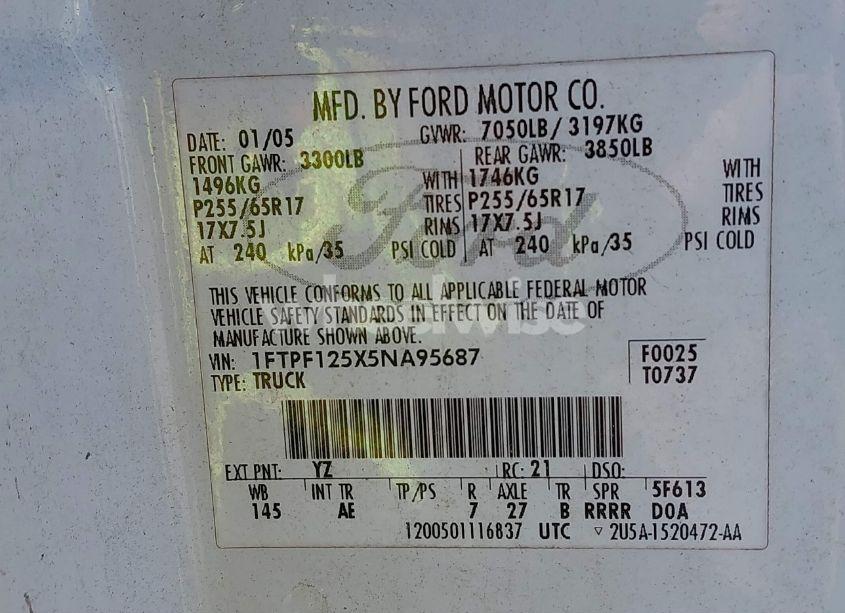 MFD. BY FORD MOTOR CO.
DATE: 01/05 GVWR: 7050LB/ 3197KG
FRONT GAWR: 3300LB REAR GAWR: 3850LB
1496KG WITH 1746KG WITH
P255/65R17 TIRES P255/65R17 TIRES
17X7.5J RIMS 17X7.5J RIMS
AT 240 kPa/35 PSI COLD AT 240 kPa/35 PSI COLD
Ford
THIS VEHICLE CONFORMS TO ALL APPLICABLE FEDERAL MOTOR
VEHICLE SAFETY STANDARDS IN EFFECT ON THE DATE OF
MANUFACTURE SHOWN ABOVE.
VIN: 1FTPF125X5NA95687 F0025
TYPE: TRUCK T0737
EXT PNT: YZ RC: 21 DSO:
WB INT TR TP/PS R AXLE TR SPR 5F613
145 AE 7 27 B RRRR DOA
1200501116837 UTC ▽ 2U5A-1520472-AA